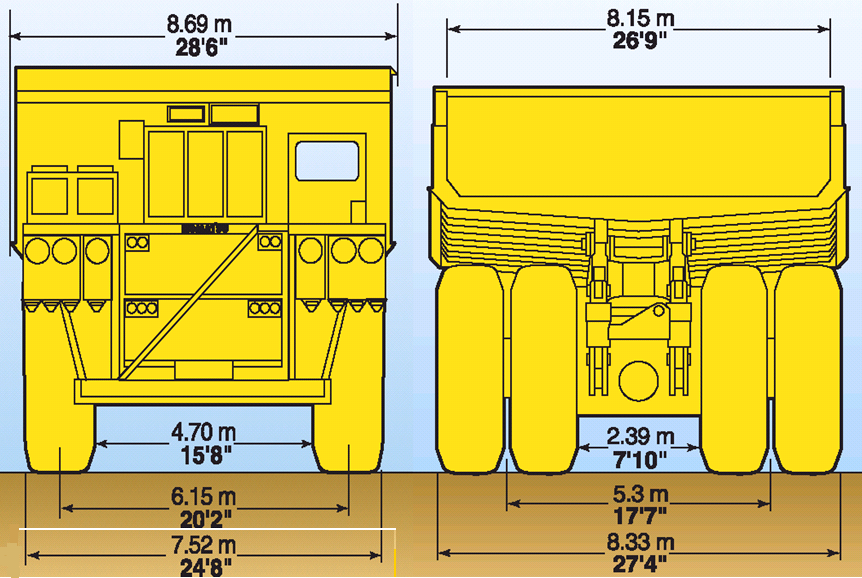 8.69 m
28'6"
8.15 m
26'9"
KOMATSU
4.70 m
15'8"
2.39 m
7'10"
6.15 m
20'2"
5.3 m
17'7"
7.52 m
24'8"
8.33 m
27'4"